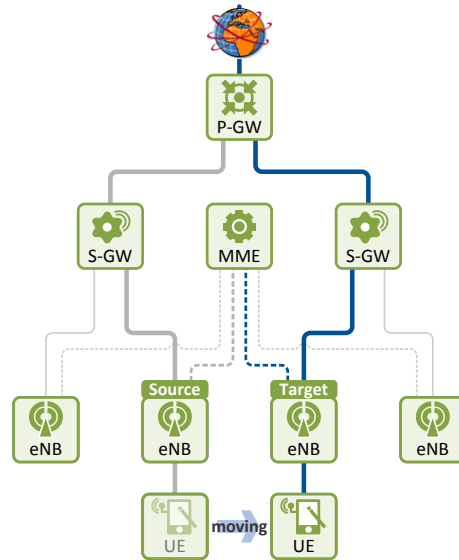 P-GW
S-GW
MME
S-GW
Source
Target
eNB
eNB
eNB
eNB
moving
UE
UE